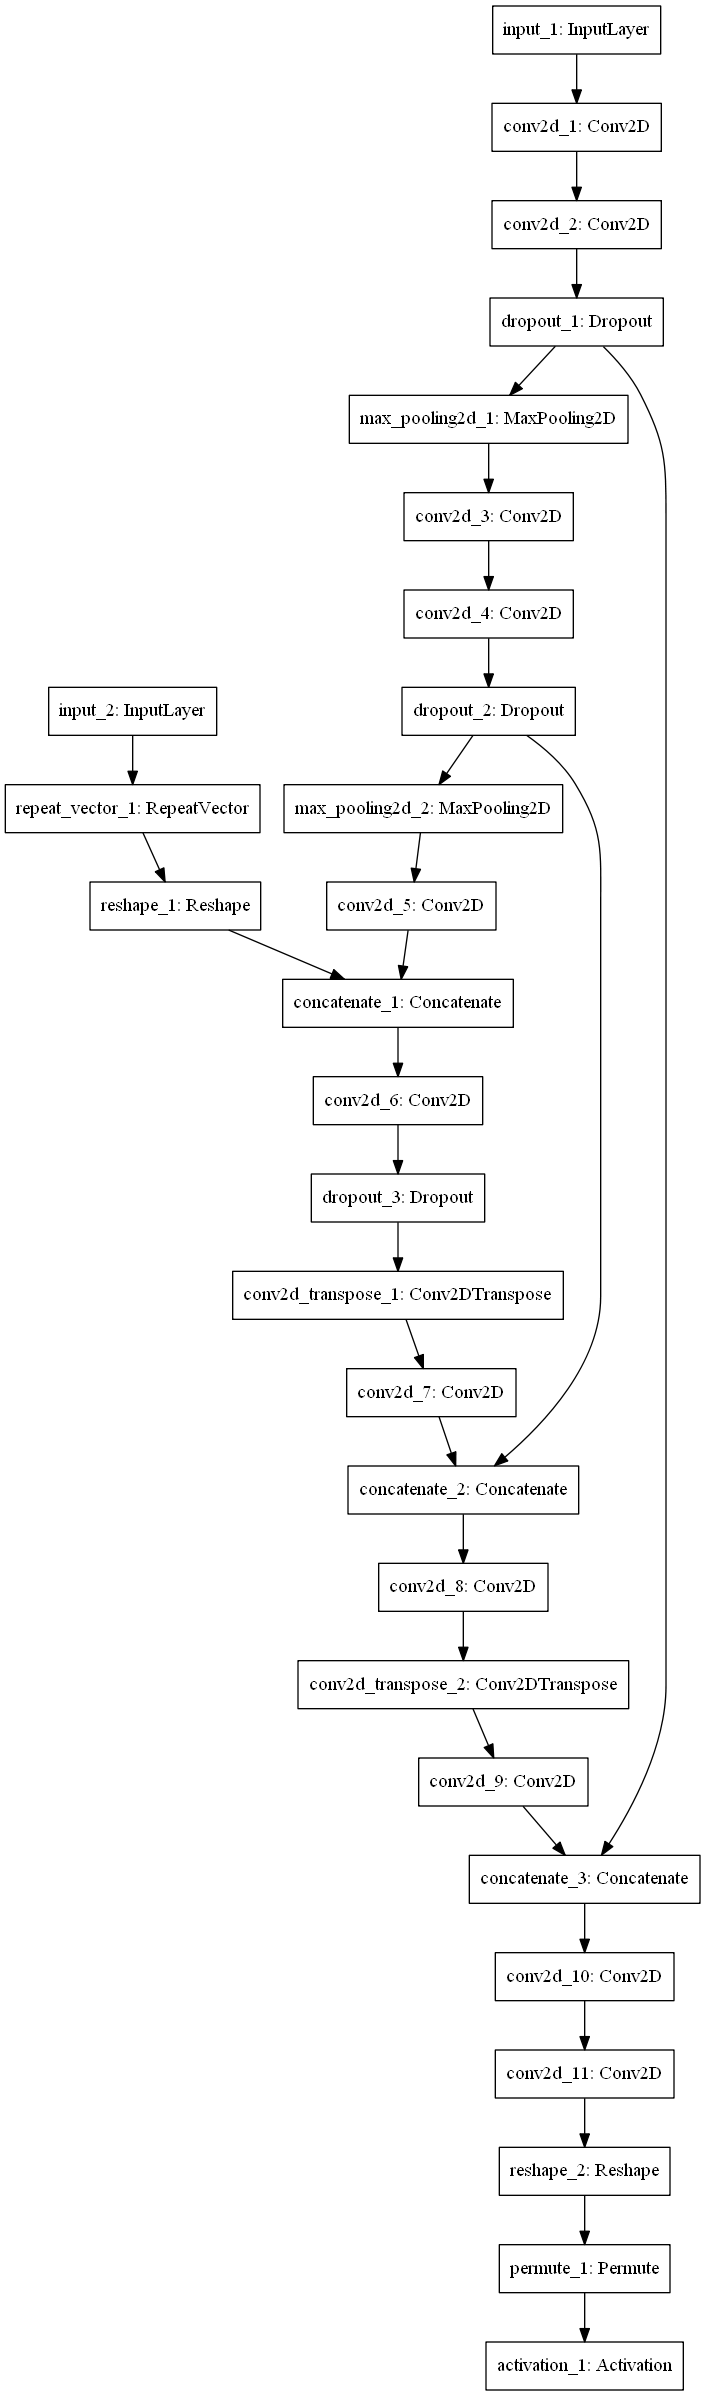 input_1: InputLayer
conv2d_1: Conv2D
conv2d_2: Conv2D
dropout_1: Dropout
max_pooling2d_1: MaxPooling2D
conv2d_3: Conv2D
conv2d_4: Conv2D
input_2: InputLayer
dropout_2: Dropout
repeat_vector_1: RepeatVector
max_pooling2d_2: MaxPooling2D
reshape_1: Reshape
conv2d_5: Conv2D
concatenate_1: Concatenate
conv2d_6: Conv2D
dropout_3: Dropout
conv2d_transpose_1: Conv2DTranspose
conv2d_7: Conv2D
concatenate_2: Concatenate
conv2d_8: Conv2D
conv2d_transpose_2: Conv2DTranspose
conv2d_9: Conv2D
concatenate_3: Concatenate
conv2d_10: Conv2D
conv2d_11: Conv2D
reshape_2: Reshape
permute_1: Permute
activation_1: Activation